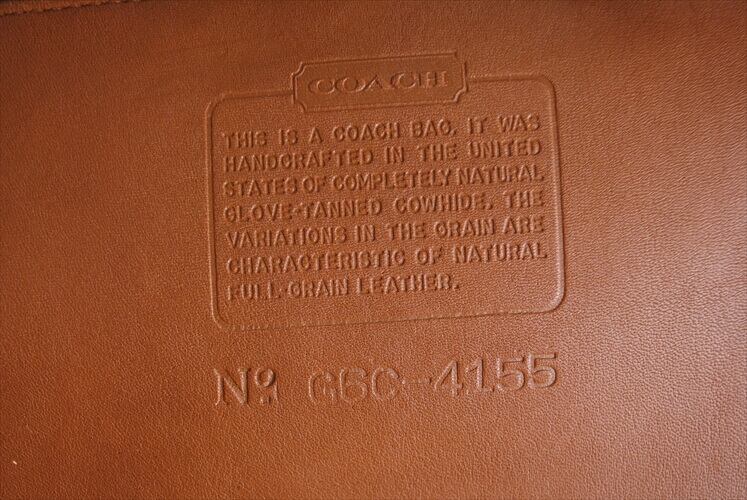 COACH
THIS IS A COACH BAG. IT WAS
HANDCRAFTED IN THE UNITED
STATES OF COMPLETELY NATURAL
GLOVE-TANNED COWHIDE. THE
VARIATIONS IN THE GRAIN ARE
CHARACTERISTIC OF NATURAL
FULL GRAIN LEATHER.
Nº G6C-4155